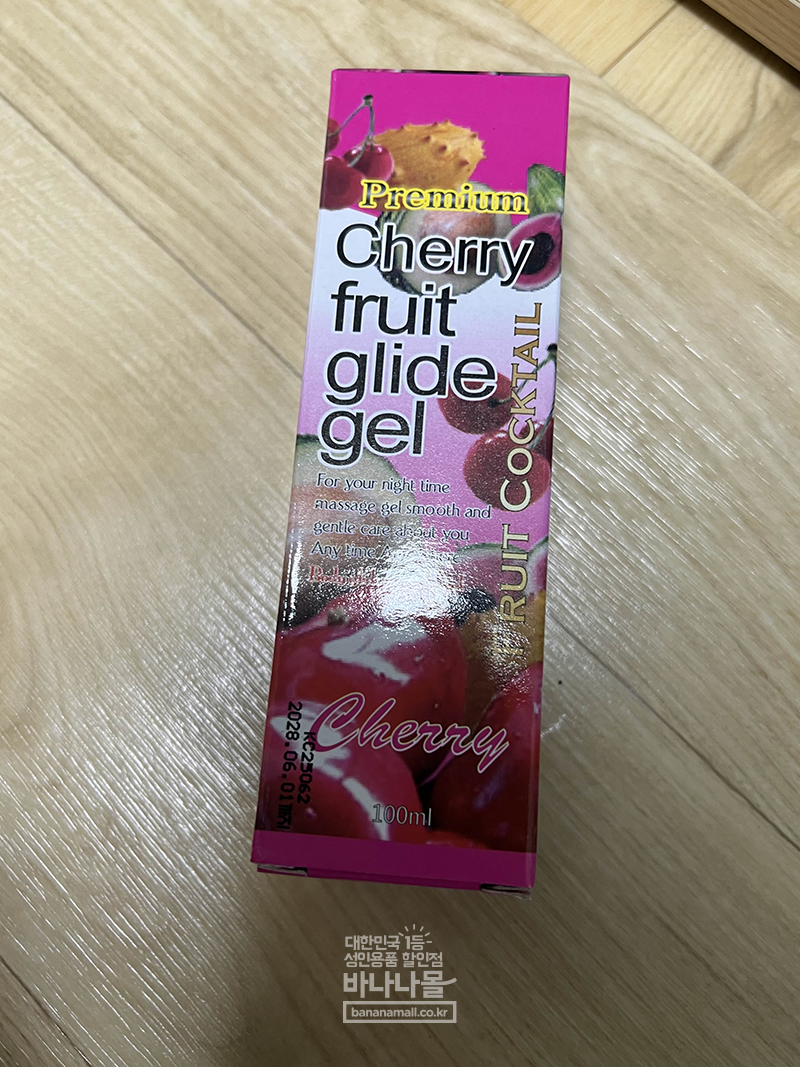 Premium
Cherry
fruit
glide
gel
FRUIT COCKTAIL
For your night time
massage gel smooth and
gentle care about you
Any time
Cherry
KC25062
2028.06.01까지
100ml
대한민국 1등
성인용품 할인점
바나나몰
bananamall.co.kr